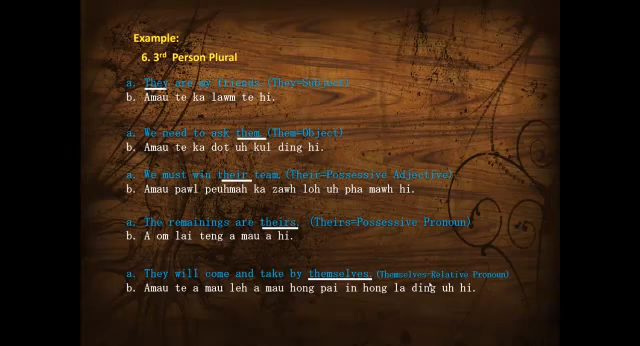 Example:
6. 3rd Person Plural
a. They are my friends (They=Subject)
b. Amau te ka lawm te hi.
a. We need to ask them. (Them=Object)
b. Amau te ka dot uh kul ding hi.
a. We must win their team. (Their=Possessive Adjective)
b. Amau pawl peuhmah ka zawh loh uh pha mawh hi.
a. The remainings are theirs. (Theirs=Possessive Pronoun)
b. A om lai teng a mau a hi.
a. They will come and take by themselves. (Themselves=Relative Pronoun)
b. Amau te a mau leh a mau hong pai in hong la ding uh hi.